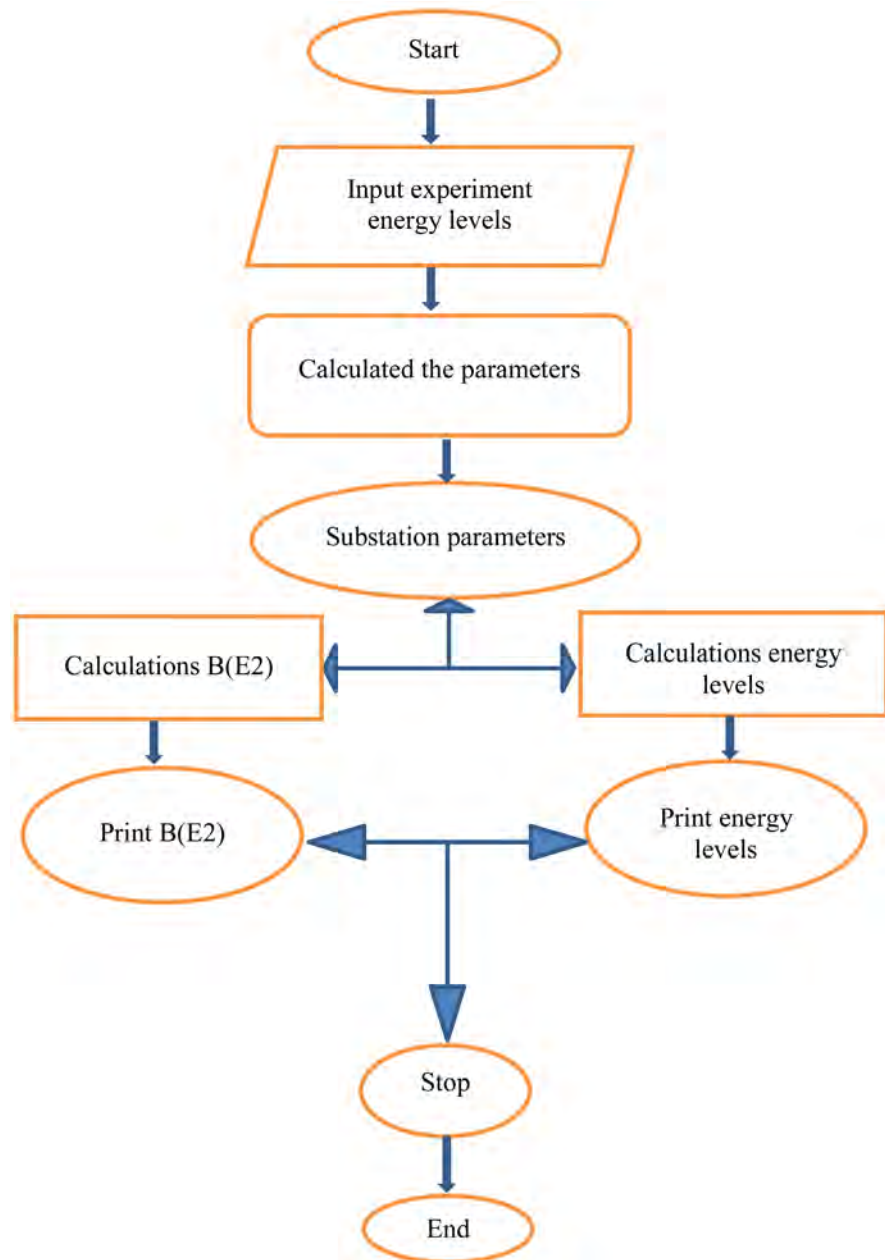 Start
Input experiment
energy levels
Calculated the parameters
Substation parameters
Calculations B(E2)
Calculations energy
levels
Print B(E2)
Print energy
levels
Stop
End